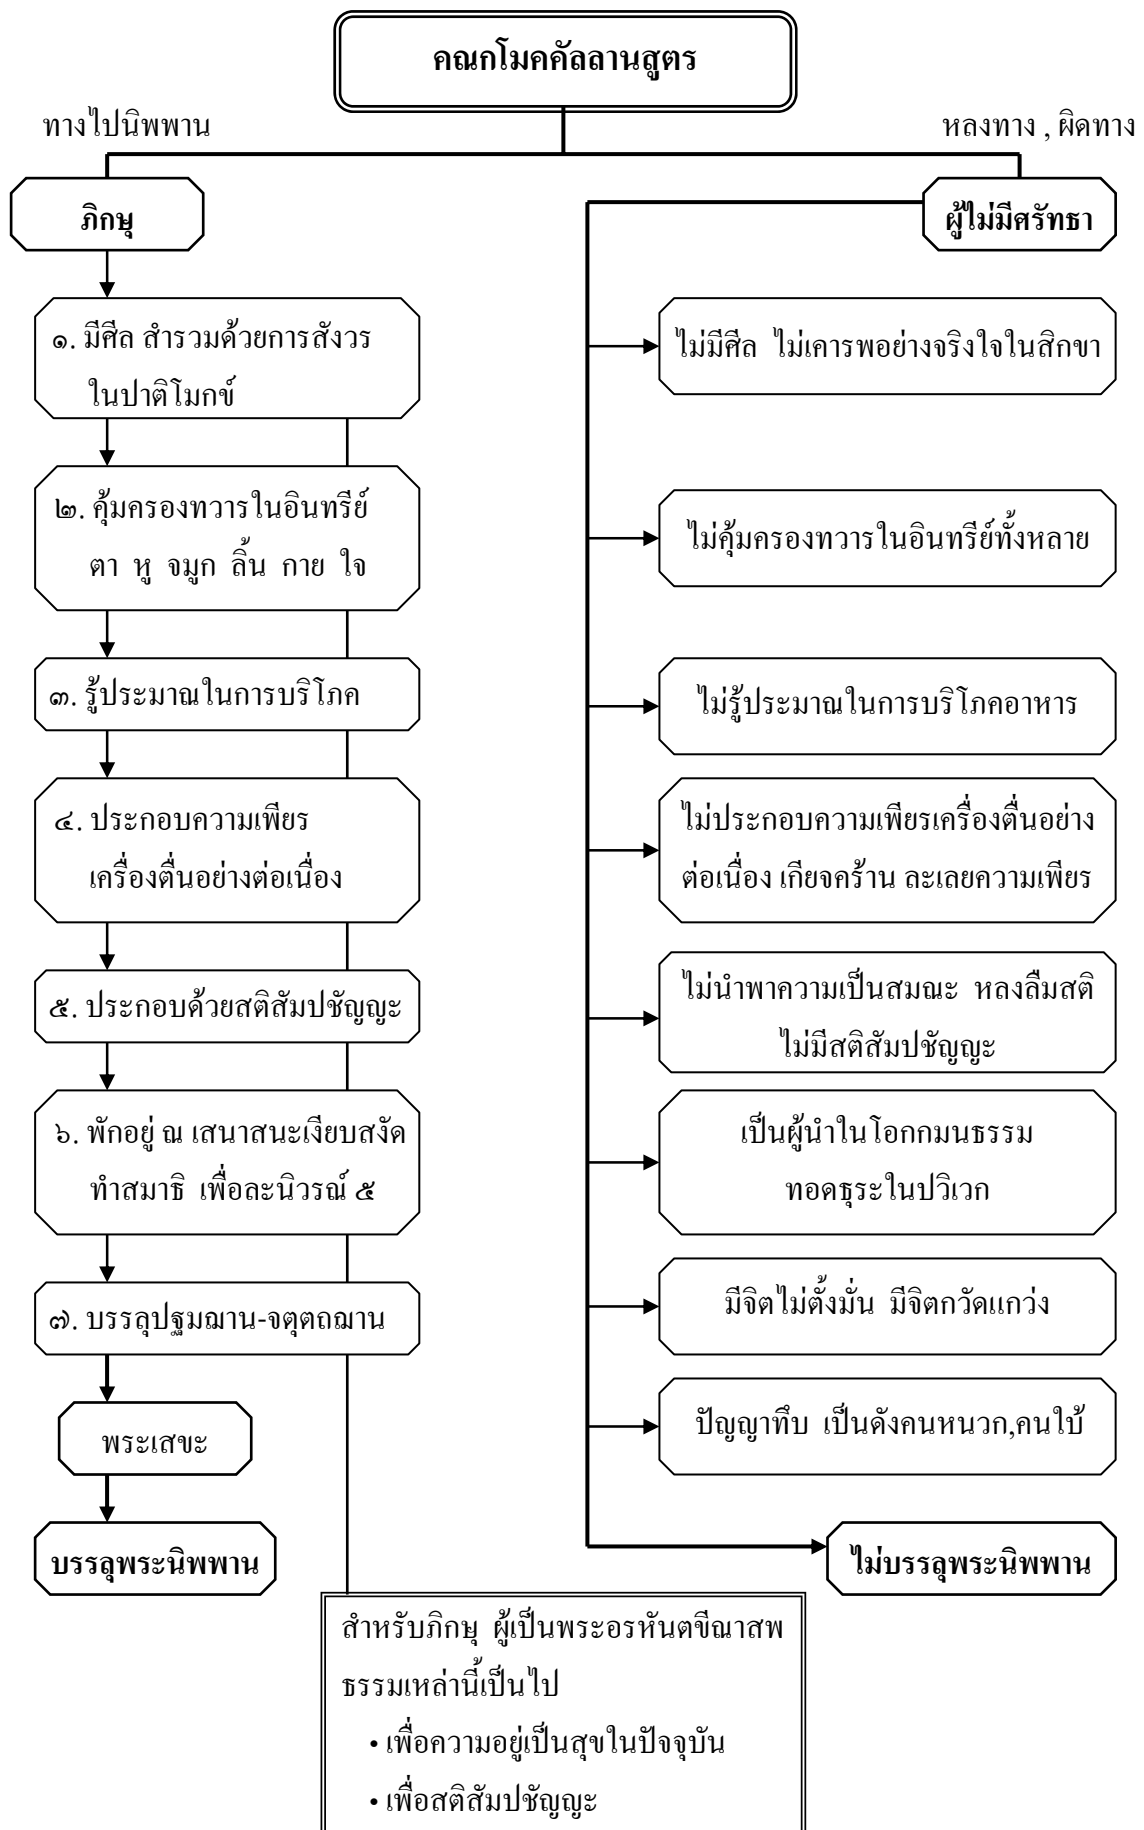 คณกโมคคัลลานสูตร
ทางไปนิพพาน
หลงทาง , ผิดทาง
ภิกษุ
๑. มีศีล สำรวมด้วยการสังวร
ในปาติโมกข์
๒. คุ้มครองทวารในอินทรีย์
ตา หู จมูก ลิ้น กาย ใจ
๓. รู้ประมาณในการบริโภค
๔. ประกอบความเพียร
เครื่องตื่นอย่างต่อเนื่อง
๕. ประกอบด้วยสติสัมปชัญญะ
๖. พักอยู่ ณ เสนาสนะเงียบสงัด
ทำสมาธิ เพื่อละนิวรณ์ ๕
๗. บรรลุปฐมฌาน-จตุตถฌาน
พระเสขะ
บรรลุพระนิพพาน
ผู้ไม่มีศรัทธา
ไม่มีศีล ไม่เคารพอย่างจริงใจในสิกขา
ไม่คุ้มครองทวารในอินทรีย์ทั้งหลาย
ไม่รู้ประมาณในการบริโภคอาหาร
ไม่ประกอบความเพียรเครื่องตื่นอย่าง
ต่อเนื่อง เกียจคร้าน ละเลยความเพียร
ไม่นำพาความเป็นสมณะ หลงลืมสติ
ไม่มีสติสัมปชัญญะ
เป็นผู้นำในโอกกมนธรรม
ทอดธุระในปวิเวก
มีจิตไม่ตั้งมั่น มีจิตกวัดแกว่ง
ปัญญาทึบ เป็นดังคนหนวก,คนใบ้
ไม่บรรลุพระนิพพาน
สำหรับภิกษุ ผู้เป็นพระอรหันตขีณาสพ
ธรรมเหล่านี้เป็นไป
• เพื่อความอยู่เป็นสุขในปัจจุบัน
• เพื่อสติสัมปชัญญะ